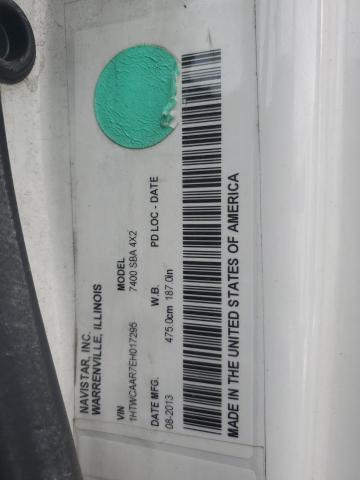 NAVISTAR, INC.
WARRENVILLE, ILLINOIS
VIN MODEL
1HTWCAAR7EH017295 7400 SBA 4X2
DATE MFG. W.B. PD LOC - DATE
08-2013 475.0cm 187.0in
MADE IN THE UNITED STATES OF AMERICA